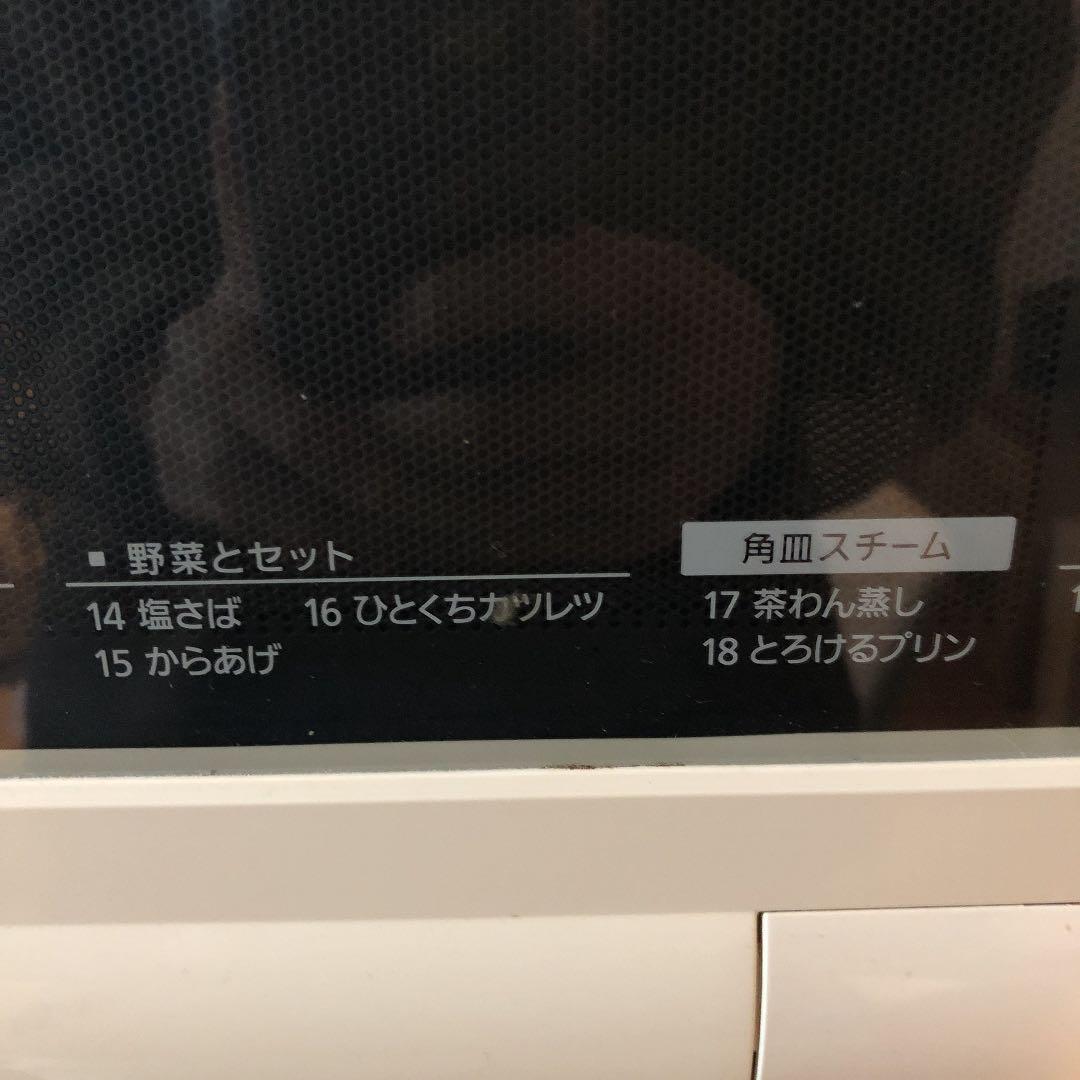 ■ 野菜とセット
14 塩さば 16 ひとくちカツレツ
15 からあげ
角皿スチーム
17 茶わん蒸し
18 とろけるプリン